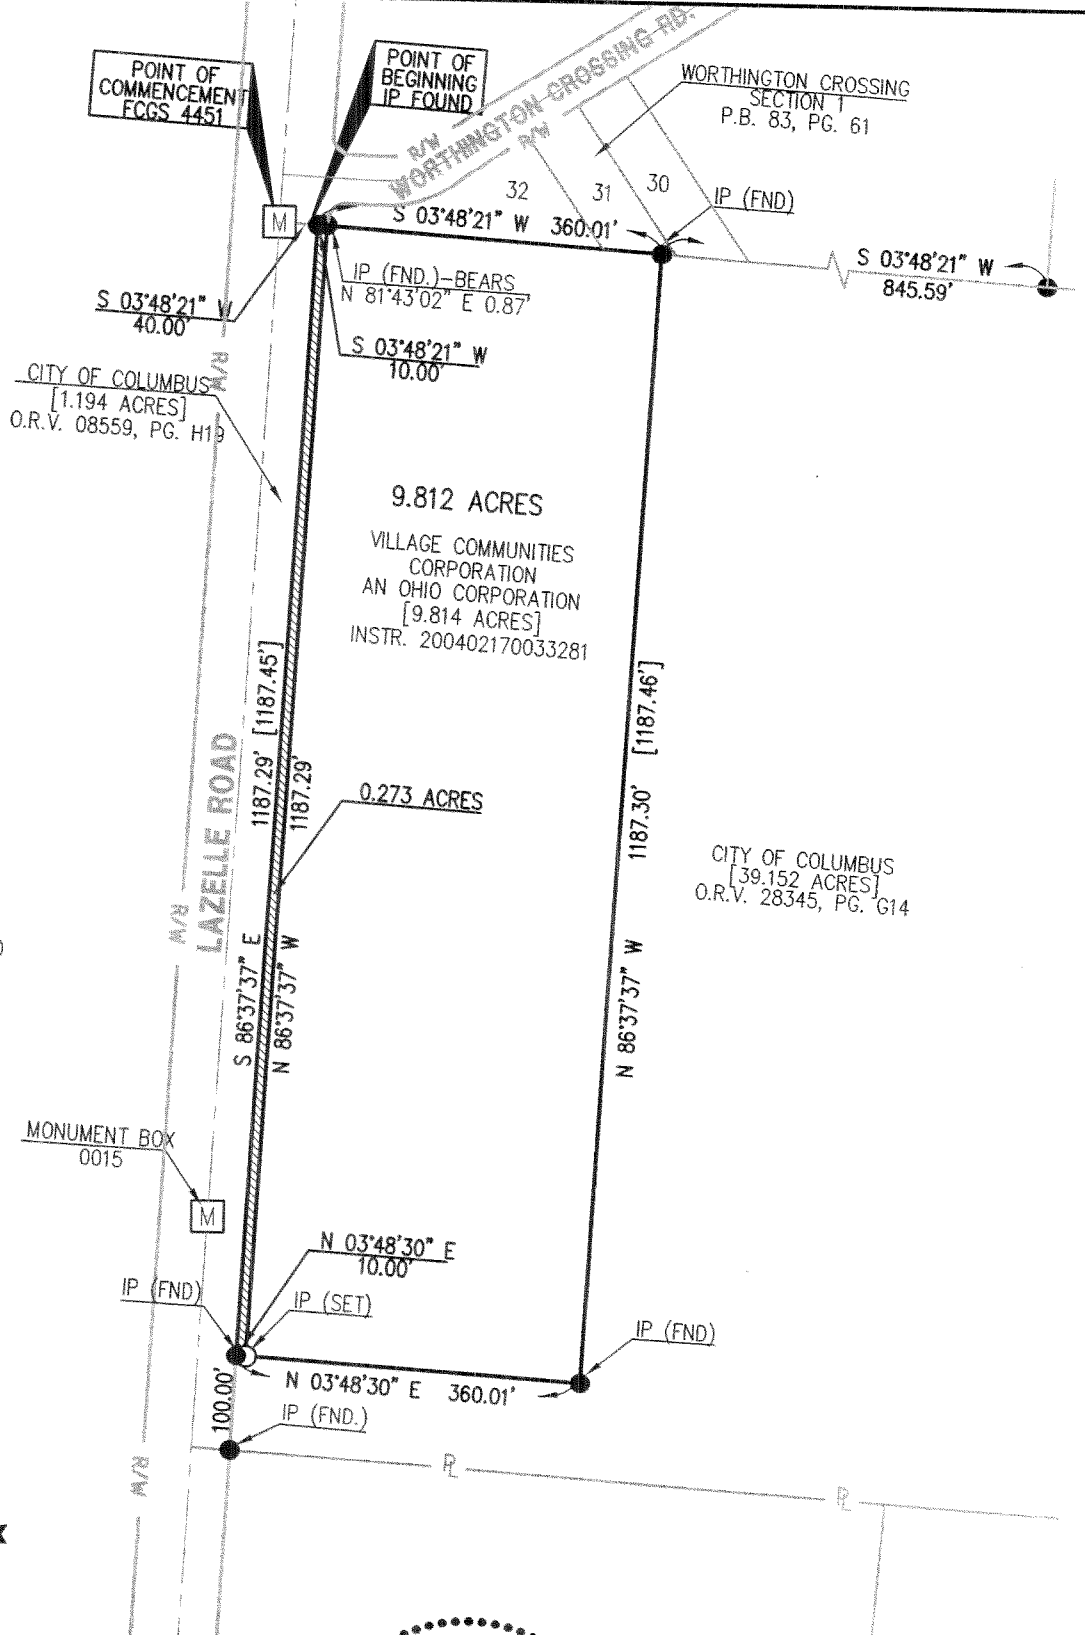 POINT OF
COMMENCEMENT
FCGS 4451
POINT OF
BEGINNING
IP FOUND
R/W
WORTHINGTON CROSSING RD.
R/W
WORTHINGTON CROSSING
SECTION 1
P.B. 83, PG. 61
32
31
30
IP (FND)
M
S 03°48'21" W 360.01'
S 03°48'21" W
845.59'
IP (FND.)-BEARS
N 81°43'02" E 0.87'
S 03°48'21" W
40.00'
S 03°48'21" W
10.00'
R/W
CITY OF COLUMBUS
[1.194 ACRES]
O.R.V. 08559, PG. H19
9.812 ACRES
VILLAGE COMMUNITIES
CORPORATION
AN OHIO CORPORATION
[9.814 ACRES]
INSTR. 200402170033281
S 86°37'37" E 1187.29' [1187.45']
N 86°37'37" W 1187.29'
N 86°37'37" W 1187.30' [1187.46']
LAZELLE ROAD
R/W
0.273 ACRES
CITY OF COLUMBUS
[39.152 ACRES]
O.R.V. 28345, PG. G14
MONUMENT BOX
0015
M
N 03°48'30" E
10.00'
IP (FND)
IP (SET)
IP (FND)
N 03°48'30" E 360.01'
100.00'
IP (FND.)
R/W
PL
PL